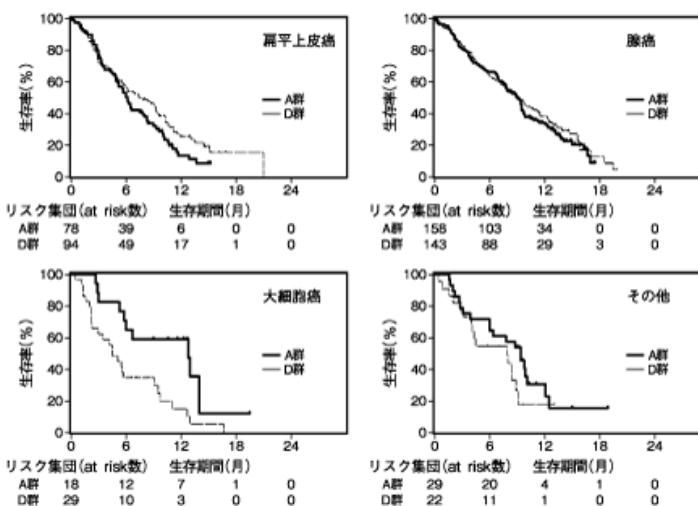 扁平上皮癌
生存率(%)
100
80
60
40
20
0
A群
D群
0 6 12 18 24
リスク集団(at risk数) 生存期間(月)
A群 78 39 6 0 0
D群 94 49 17 1 0
腺癌
生存率(%)
100
80
60
40
20
0
A群
D群
0 6 12 18 24
リスク集団(at risk数) 生存期間(月)
A群 158 103 34 0 0
D群 143 88 29 3 0
大細胞癌
生存率(%)
100
80
60
40
20
0
A群
D群
0 6 12 18 24
リスク集団(at risk数) 生存期間(月)
A群 18 12 7 1 0
D群 29 10 3 0 0
その他
生存率(%)
100
80
60
40
20
0
A群
D群
0 6 12 18 24
リスク集団(at risk数) 生存期間(月)
A群 29 20 4 1 0
D群 22 11 1 0 0